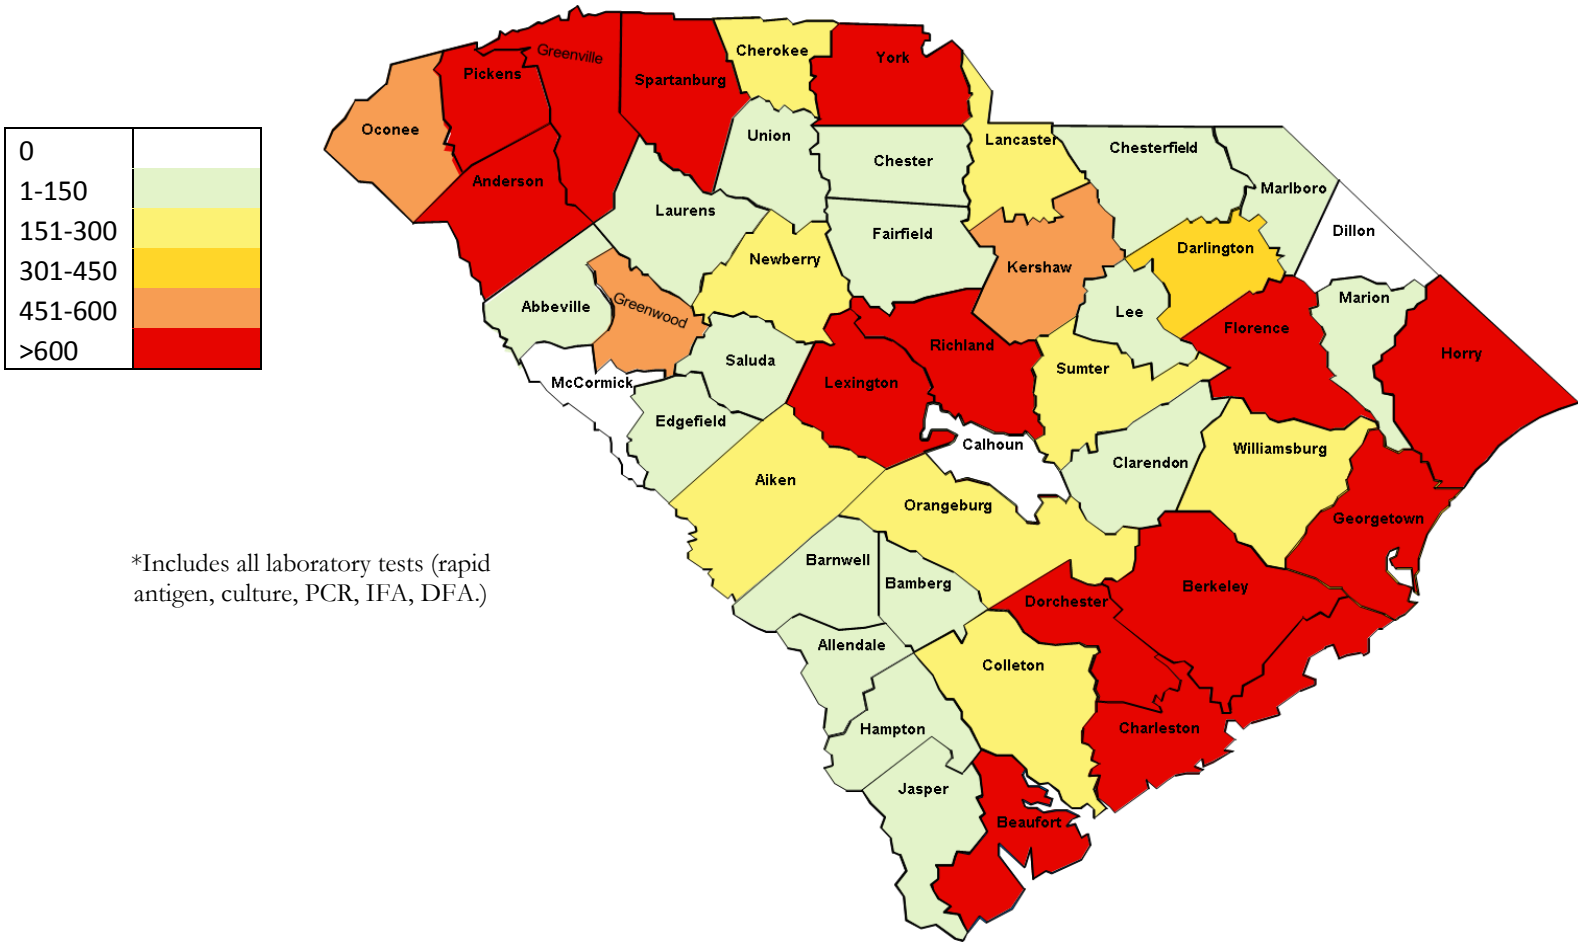 0
1-150
151-300
301-450
451-600
>600
Oconee
Pickens
Greenville
Spartanburg
Cherokee
York
Anderson
Union
Chester
Lancaster
Chesterfield
Marlboro
Dillon
Laurens
Fairfield
Newberry
Kershaw
Darlington
Abbeville
Greenwood
Lee
Marion
Florence
Horry
Saluda
Richland
Sumter
McCormick
Lexington
Edgefield
Calhoun
Clarendon
Williamsburg
Aiken
Orangeburg
Georgetown
*Includes all laboratory tests (rapid
antigen, culture, PCR, IFA, DFA.)
Barnwell
Bamberg
Berkeley
Dorchester
Allendale
Colleton
Hampton
Charleston
Jasper
Beaufort